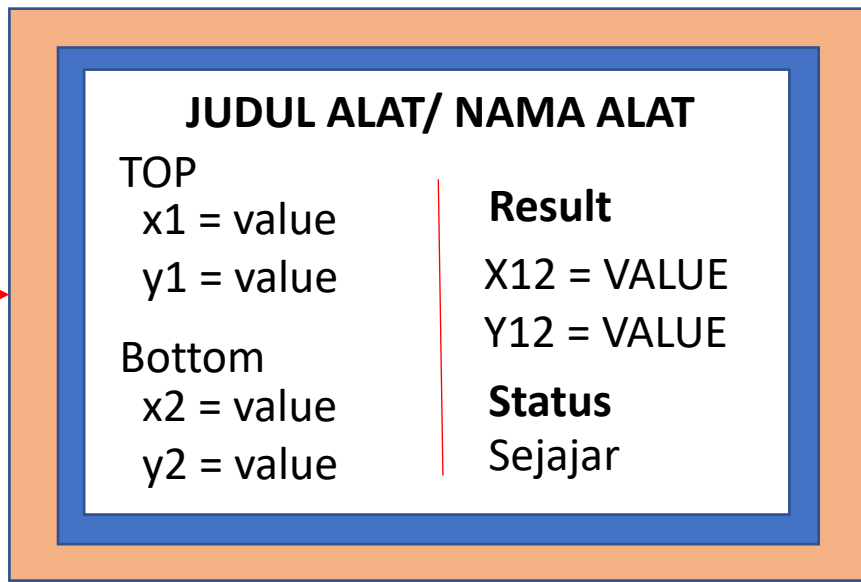 JUDUL ALAT/ NAMA ALAT
TOP
x1 = value
y1 = value
Bottom
x2 = value
y2 = value
Result
X12 = VALUE
Y12 = VALUE
Status
Sejajar